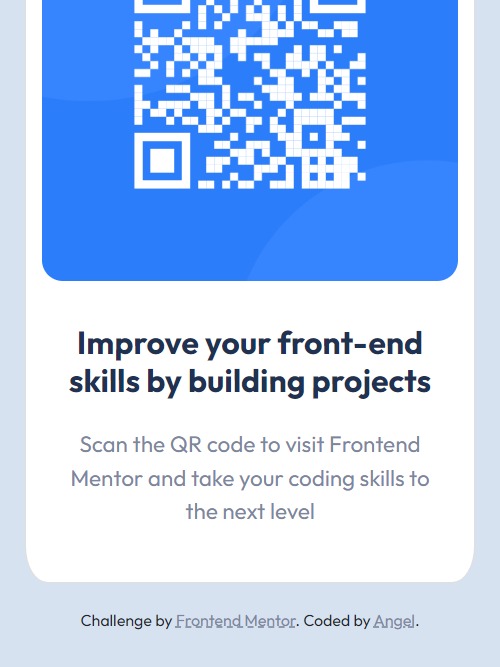 Improve your front-end
skills by building projects
Scan the QR code to visit Frontend
Mentor and take your coding skills to
the next level
Challenge by Frontend Mentor. Coded by Angel.